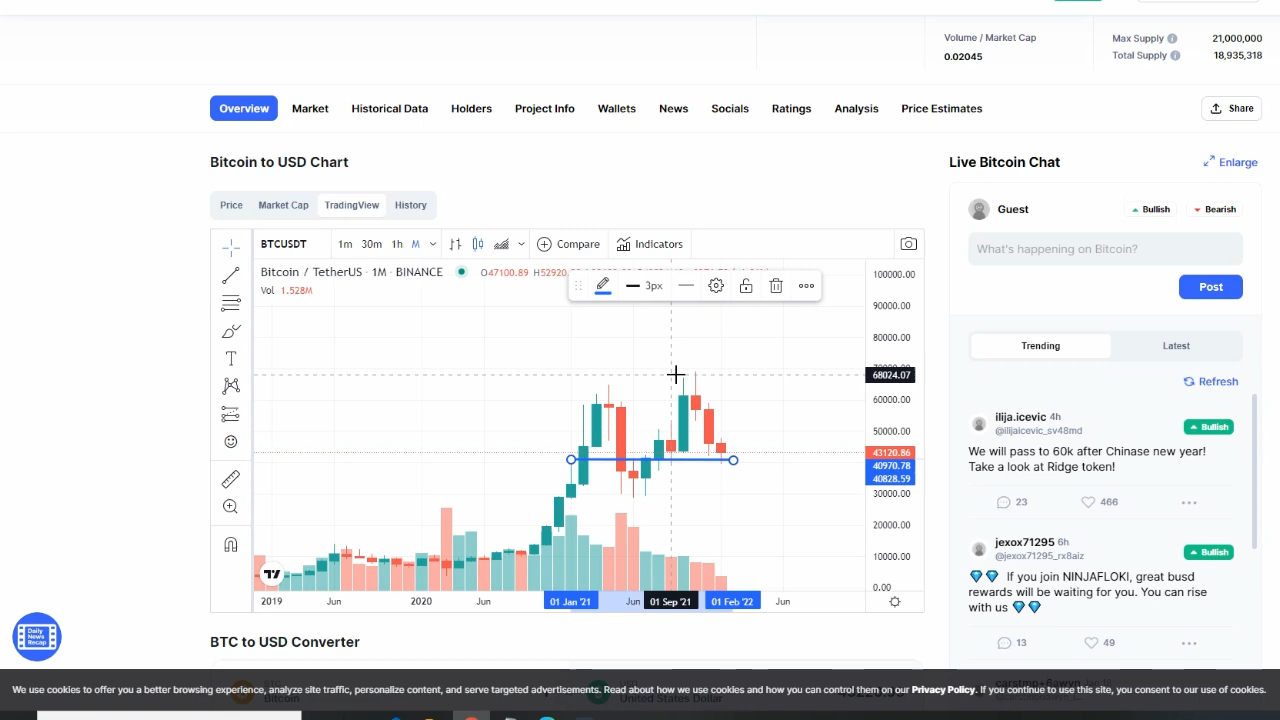 Volume / Market Cap
0.02045
Max Supply 21,000,000
Total Supply 18,935,318
Overview Market Historical Data Holders Project Info Wallets News Socials Ratings Analysis Price Estimates Share
Bitcoin to USD Chart
Price Market Cap TradingView History
BTCUSDT 1m 30m 1h M Compare Indicators
Bitcoin / TetherUS · 1M · BINANCE O47100.89
Vol 1.528M
3px
100000.00
90000.00
80000.00
68024.07
60000.00
50000.00
43120.86
40970.78
40828.59
30000.00
20000.00
10000.00
0.00
2019 Jun 2020 Jun 01 Jan '21 Jun 01 Sep '21 01 Feb '22 Jun
BTC to USD Converter
Daily
News
Recap
Live Bitcoin Chat Enlarge
Guest Bullish Bearish
What's happening on Bitcoin?
Post
Trending Latest
Refresh
ilija.icevic 4h
@ilijaicevic_sv48md
Bullish
We will pass to 60k after Chinese new year!
Take a look at Ridge token!
23 466
jexox71295 6h
@jexox71295_rx8aiz
Bullish
💎💎 If you join NINJAFLOKI, great busd
rewards will be waiting for you. You can rise
with us 💎💎
13 49
We use cookies to offer you a better browsing experience, analyze site traffic, personalize content, and serve targeted advertisements. Read about how we use cookies and how you can control them on our Privacy Policy. If you continue to use this site, you consent to our use of cookies.